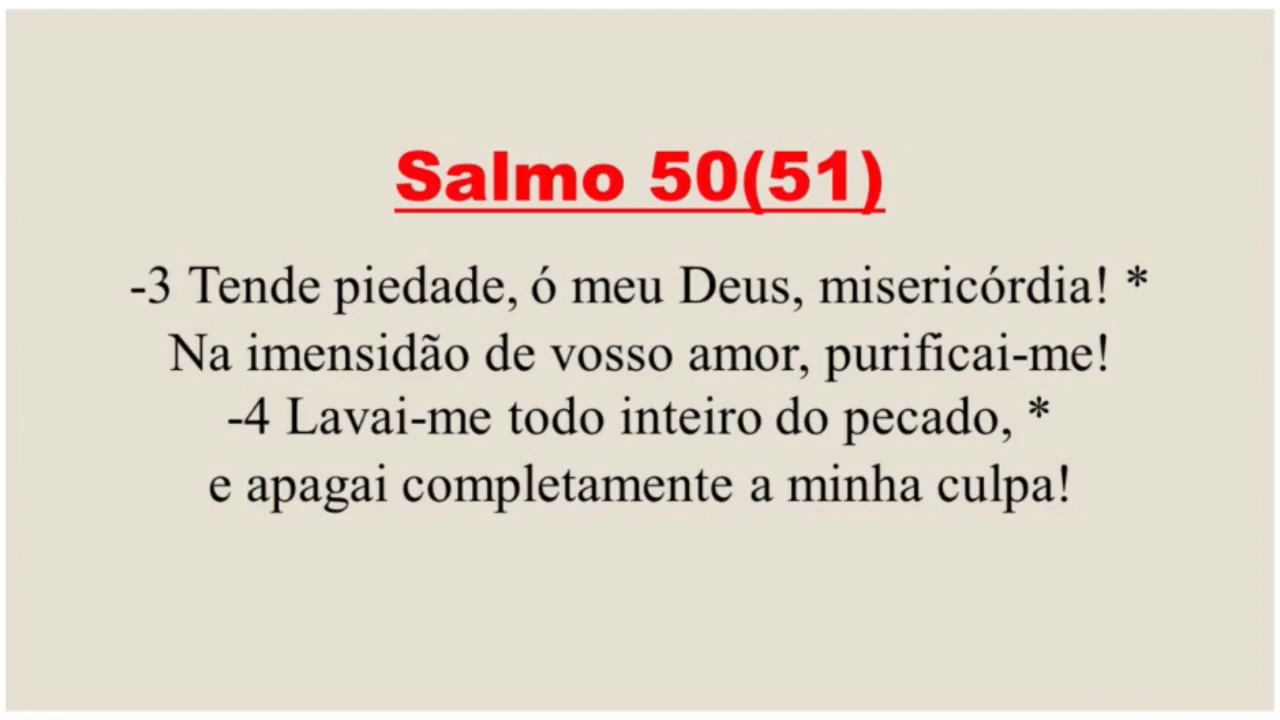 Salmo 50(51)
-3 Tende piedade, ó meu Deus, misericórdia! *
Na imensidão de vosso amor, purificai-me!
-4 Lavai-me todo inteiro do pecado, *
e apagai completamente a minha culpa!